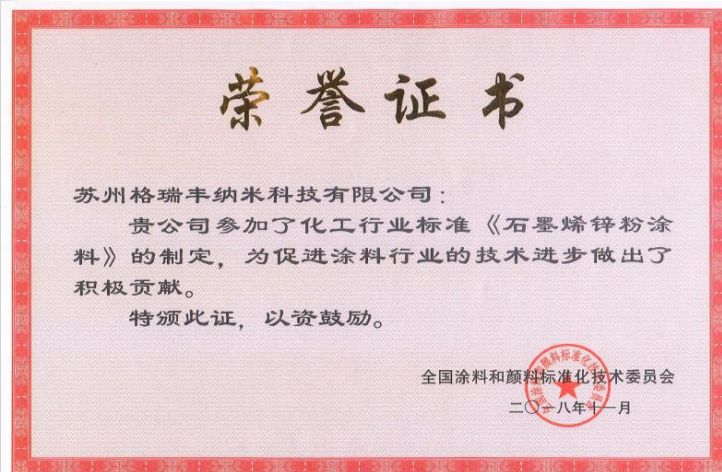 荣誉证书
苏州格瑞丰纳米科技有限公司：
贵公司参加了化工行业标准《石墨烯锌粉涂
料》的制定，为促进涂料行业的技术进步做出了
积极贡献。
特颁此证，以资鼓励。
全国涂料和颜料标准化技术委员会
二〇一八年十一月